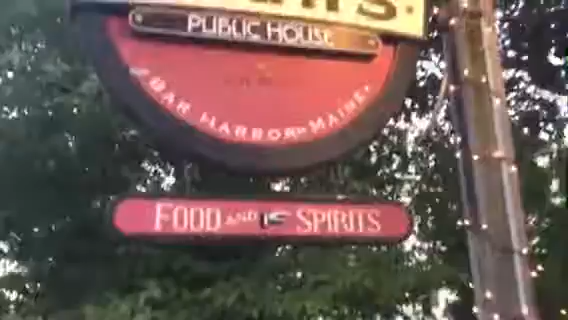 PUBLIC HOUSE
BAR HARBOR MAINE
FOOD AND SPIRITS